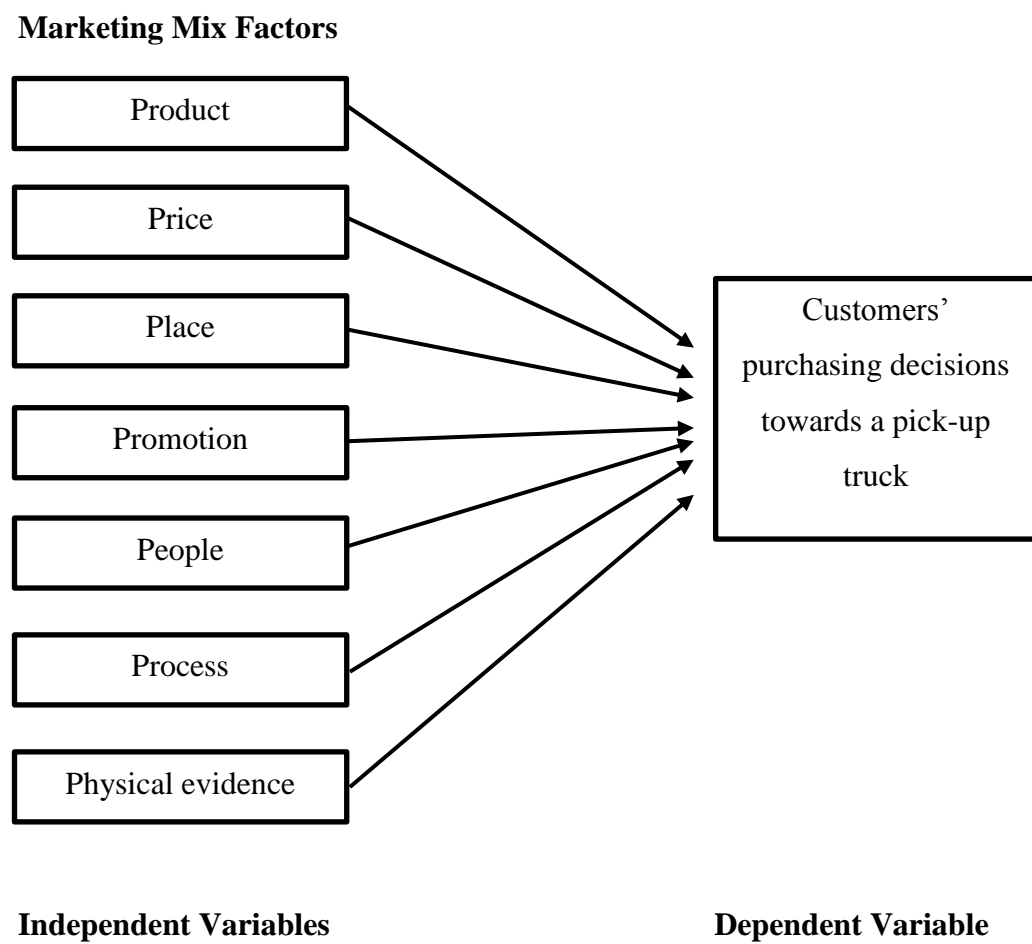 Marketing Mix Factors
Product
Price
Place
Promotion
People
Process
Physical evidence
Customers’
purchasing decisions
towards a pick-up
truck
Independent Variables
Dependent Variable